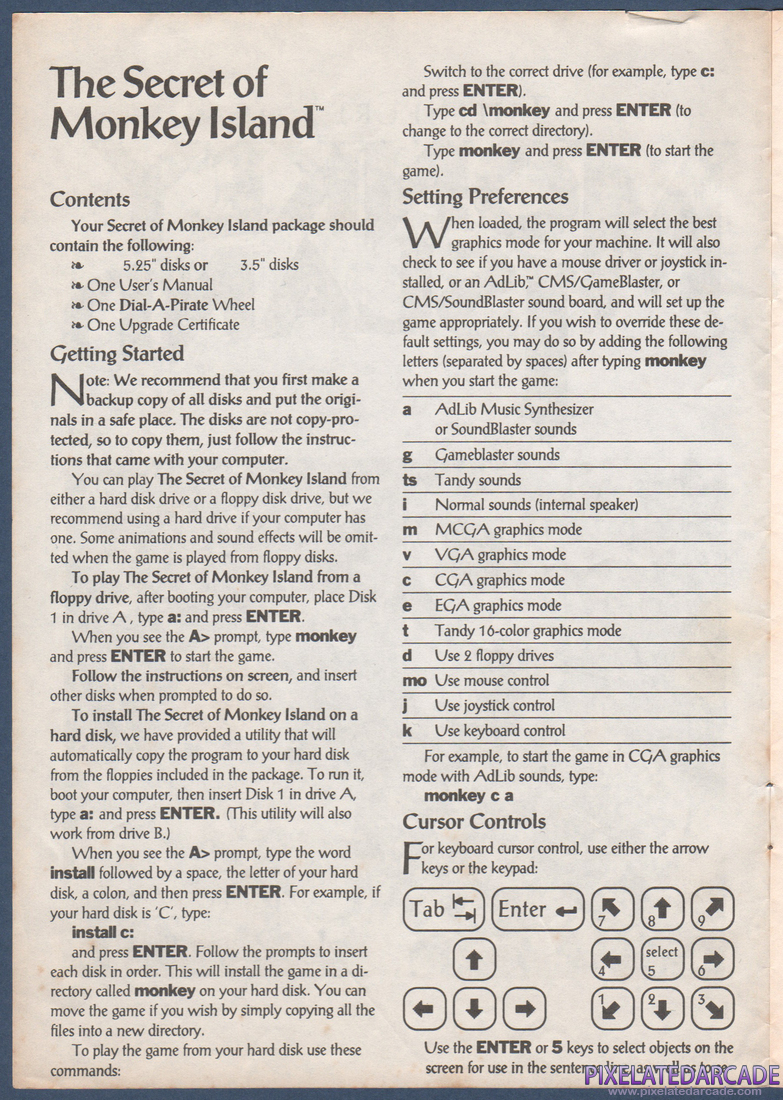 The Secret of
Monkey Island™
Contents
Your Secret of Monkey Island package should
contain the following:
❧ 5.25" disks or 3.5" disks
❧ One User's Manual
❧ One Dial-A-Pirate Wheel
❧ One Upgrade Certificate
Getting Started
Note: We recommend that you first make a
backup copy of all disks and put the origi-
nals in a safe place. The disks are not copy-pro-
tected, so to copy them, just follow the instruc-
tions that came with your computer.
You can play The Secret of Monkey Island from
either a hard disk drive or a floppy disk drive, but we
recommend using a hard drive if your computer has
one. Some animations and sound effects will be omit-
ted when the game is played from floppy disks.
To play The Secret of Monkey Island from a
floppy drive, after booting your computer, place Disk
1 in drive A , type a: and press ENTER.
When you see the A> prompt, type monkey
and press ENTER to start the game.
Follow the instructions on screen, and insert
other disks when prompted to do so.
To install The Secret of Monkey Island on a
hard disk, we have provided a utility that will
automatically copy the program to your hard disk
from the floppies included in the package. To run it,
boot your computer, then insert Disk 1 in drive A,
type a: and press ENTER. (This utility will also
work from drive B.)
When you see the A> prompt, type the word
install followed by a space, the letter of your hard
disk, a colon, and then press ENTER. For example, if
your hard disk is 'C', type:
install c:
and press ENTER. Follow the prompts to insert
each disk in order. This will install the game in a di-
rectory called monkey on your hard disk. You can
move the game if you wish by simply copying all the
files into a new directory.
To play the game from your hard disk use these
commands:
Switch to the correct drive (for example, type c:
and press ENTER).
Type cd \monkey and press ENTER (to
change to the correct directory).
Type monkey and press ENTER (to start the
game).
Setting Preferences
When loaded, the program will select the best
graphics mode for your machine. It will also
check to see if you have a mouse driver or joystick in-
stalled, or an AdLib,™ CMS/GameBlaster, or
CMS/SoundBlaster sound board, and will set up the
game appropriately. If you wish to override these de-
fault settings, you may do so by adding the following
letters (separated by spaces) after typing monkey
when you start the game:
a AdLib Music Synthesizer
or SoundBlaster sounds
g Gameblaster sounds
ts Tandy sounds
i Normal sounds (internal speaker)
m MCGA graphics mode
v VGA graphics mode
c CGA graphics mode
e EGA graphics mode
t Tandy 16-color graphics mode
d Use 2 floppy drives
mo Use mouse control
j Use joystick control
k Use keyboard control
For example, to start the game in CGA graphics
mode with AdLib sounds, type:
monkey c a
Cursor Controls
For keyboard cursor control, use either the arrow
keys or the keypad:
Tab Enter 7 8 9
4 select 5 6
1 2 3
Use the ENTER or 5 keys to select objects on the
screen for use in the sentence line, as well as to
PIXELATEDARCADE
www.pixelatedarcade.com